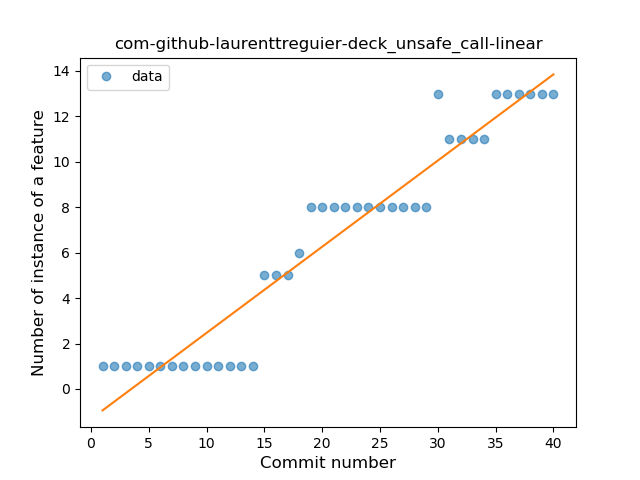 com-github-laurenttreguier-deck_unsafe_call-linear
data
Number of instance of a feature
14
12
10
8
6
4
2
0
0 5 10 15 20 25 30 35 40
Commit number